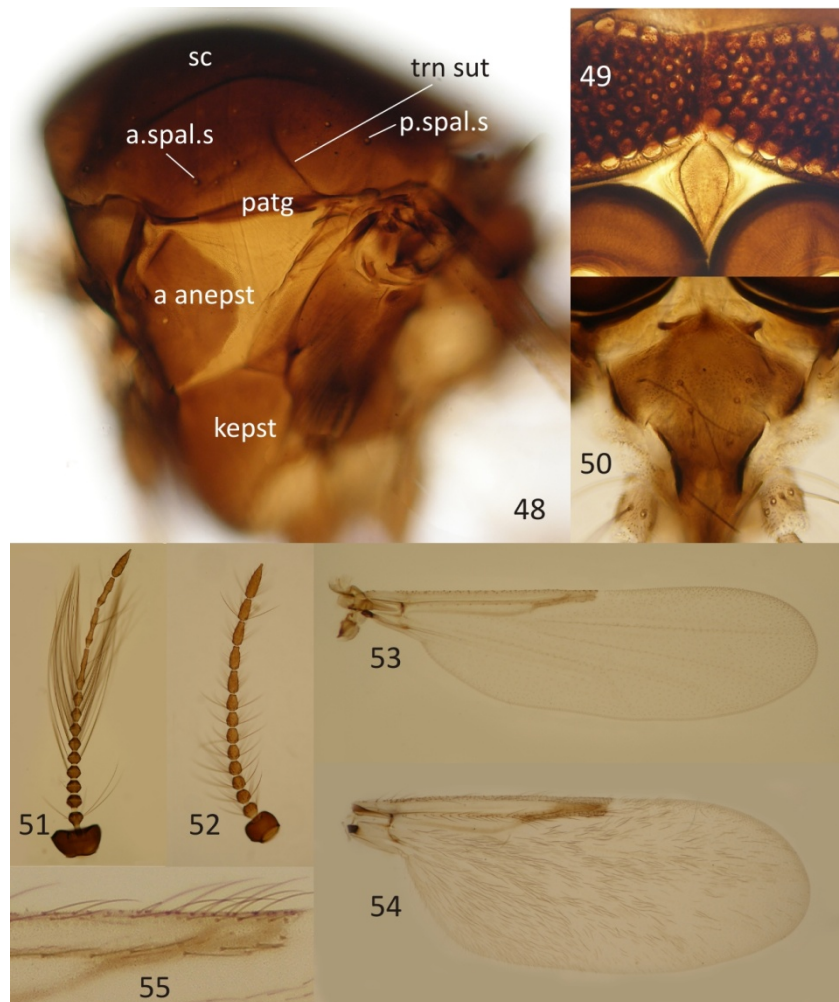 sc
trn sut
a.spal.s
p.spal.s
patg
a anepst
kepst
48
49
50
51
52
53
54
55